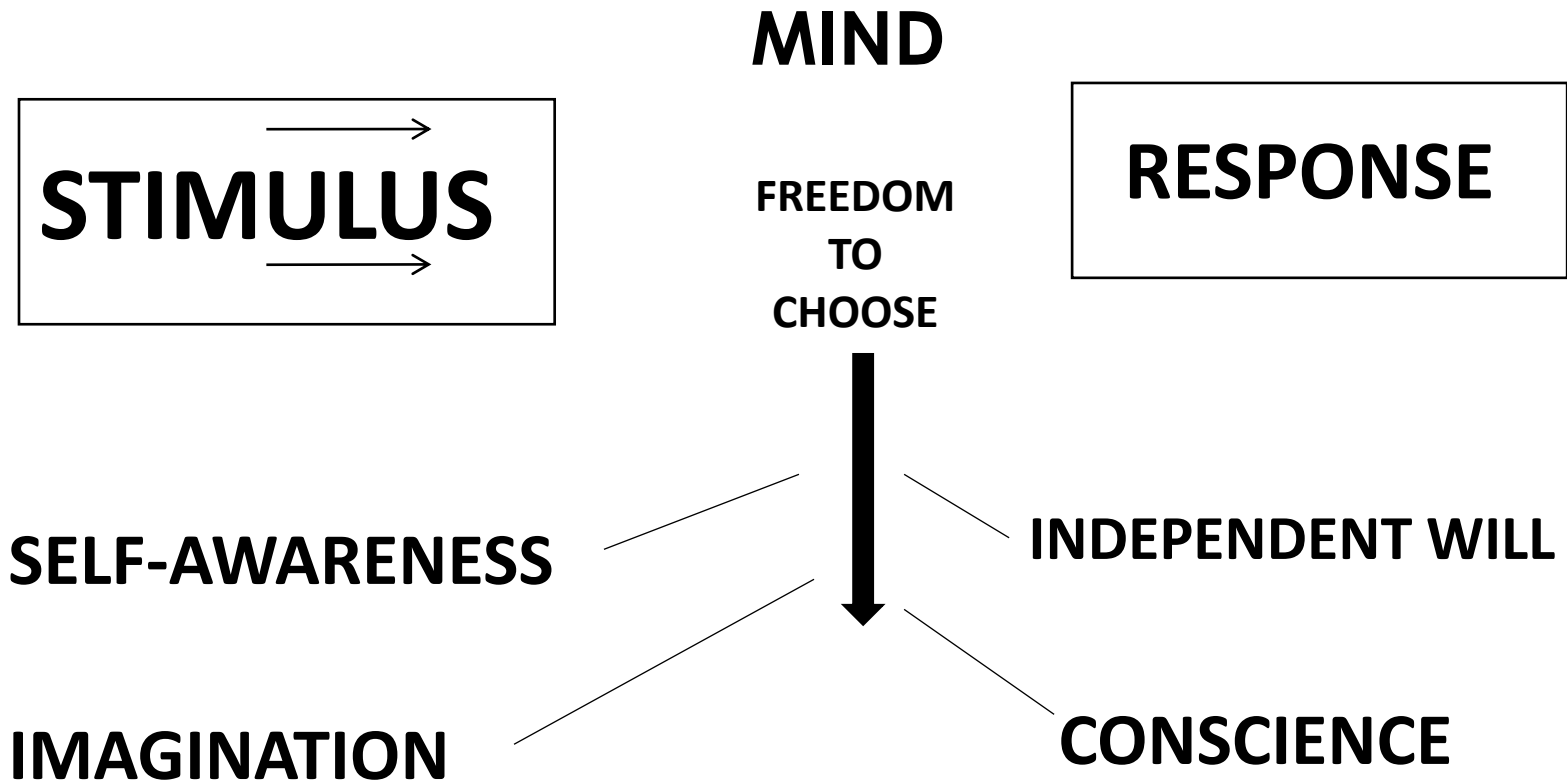 MIND
STIMULUS
FREEDOM
TO
CHOOSE
RESPONSE
SELF-AWARENESS
INDEPENDENT WILL
IMAGINATION
CONSCIENCE